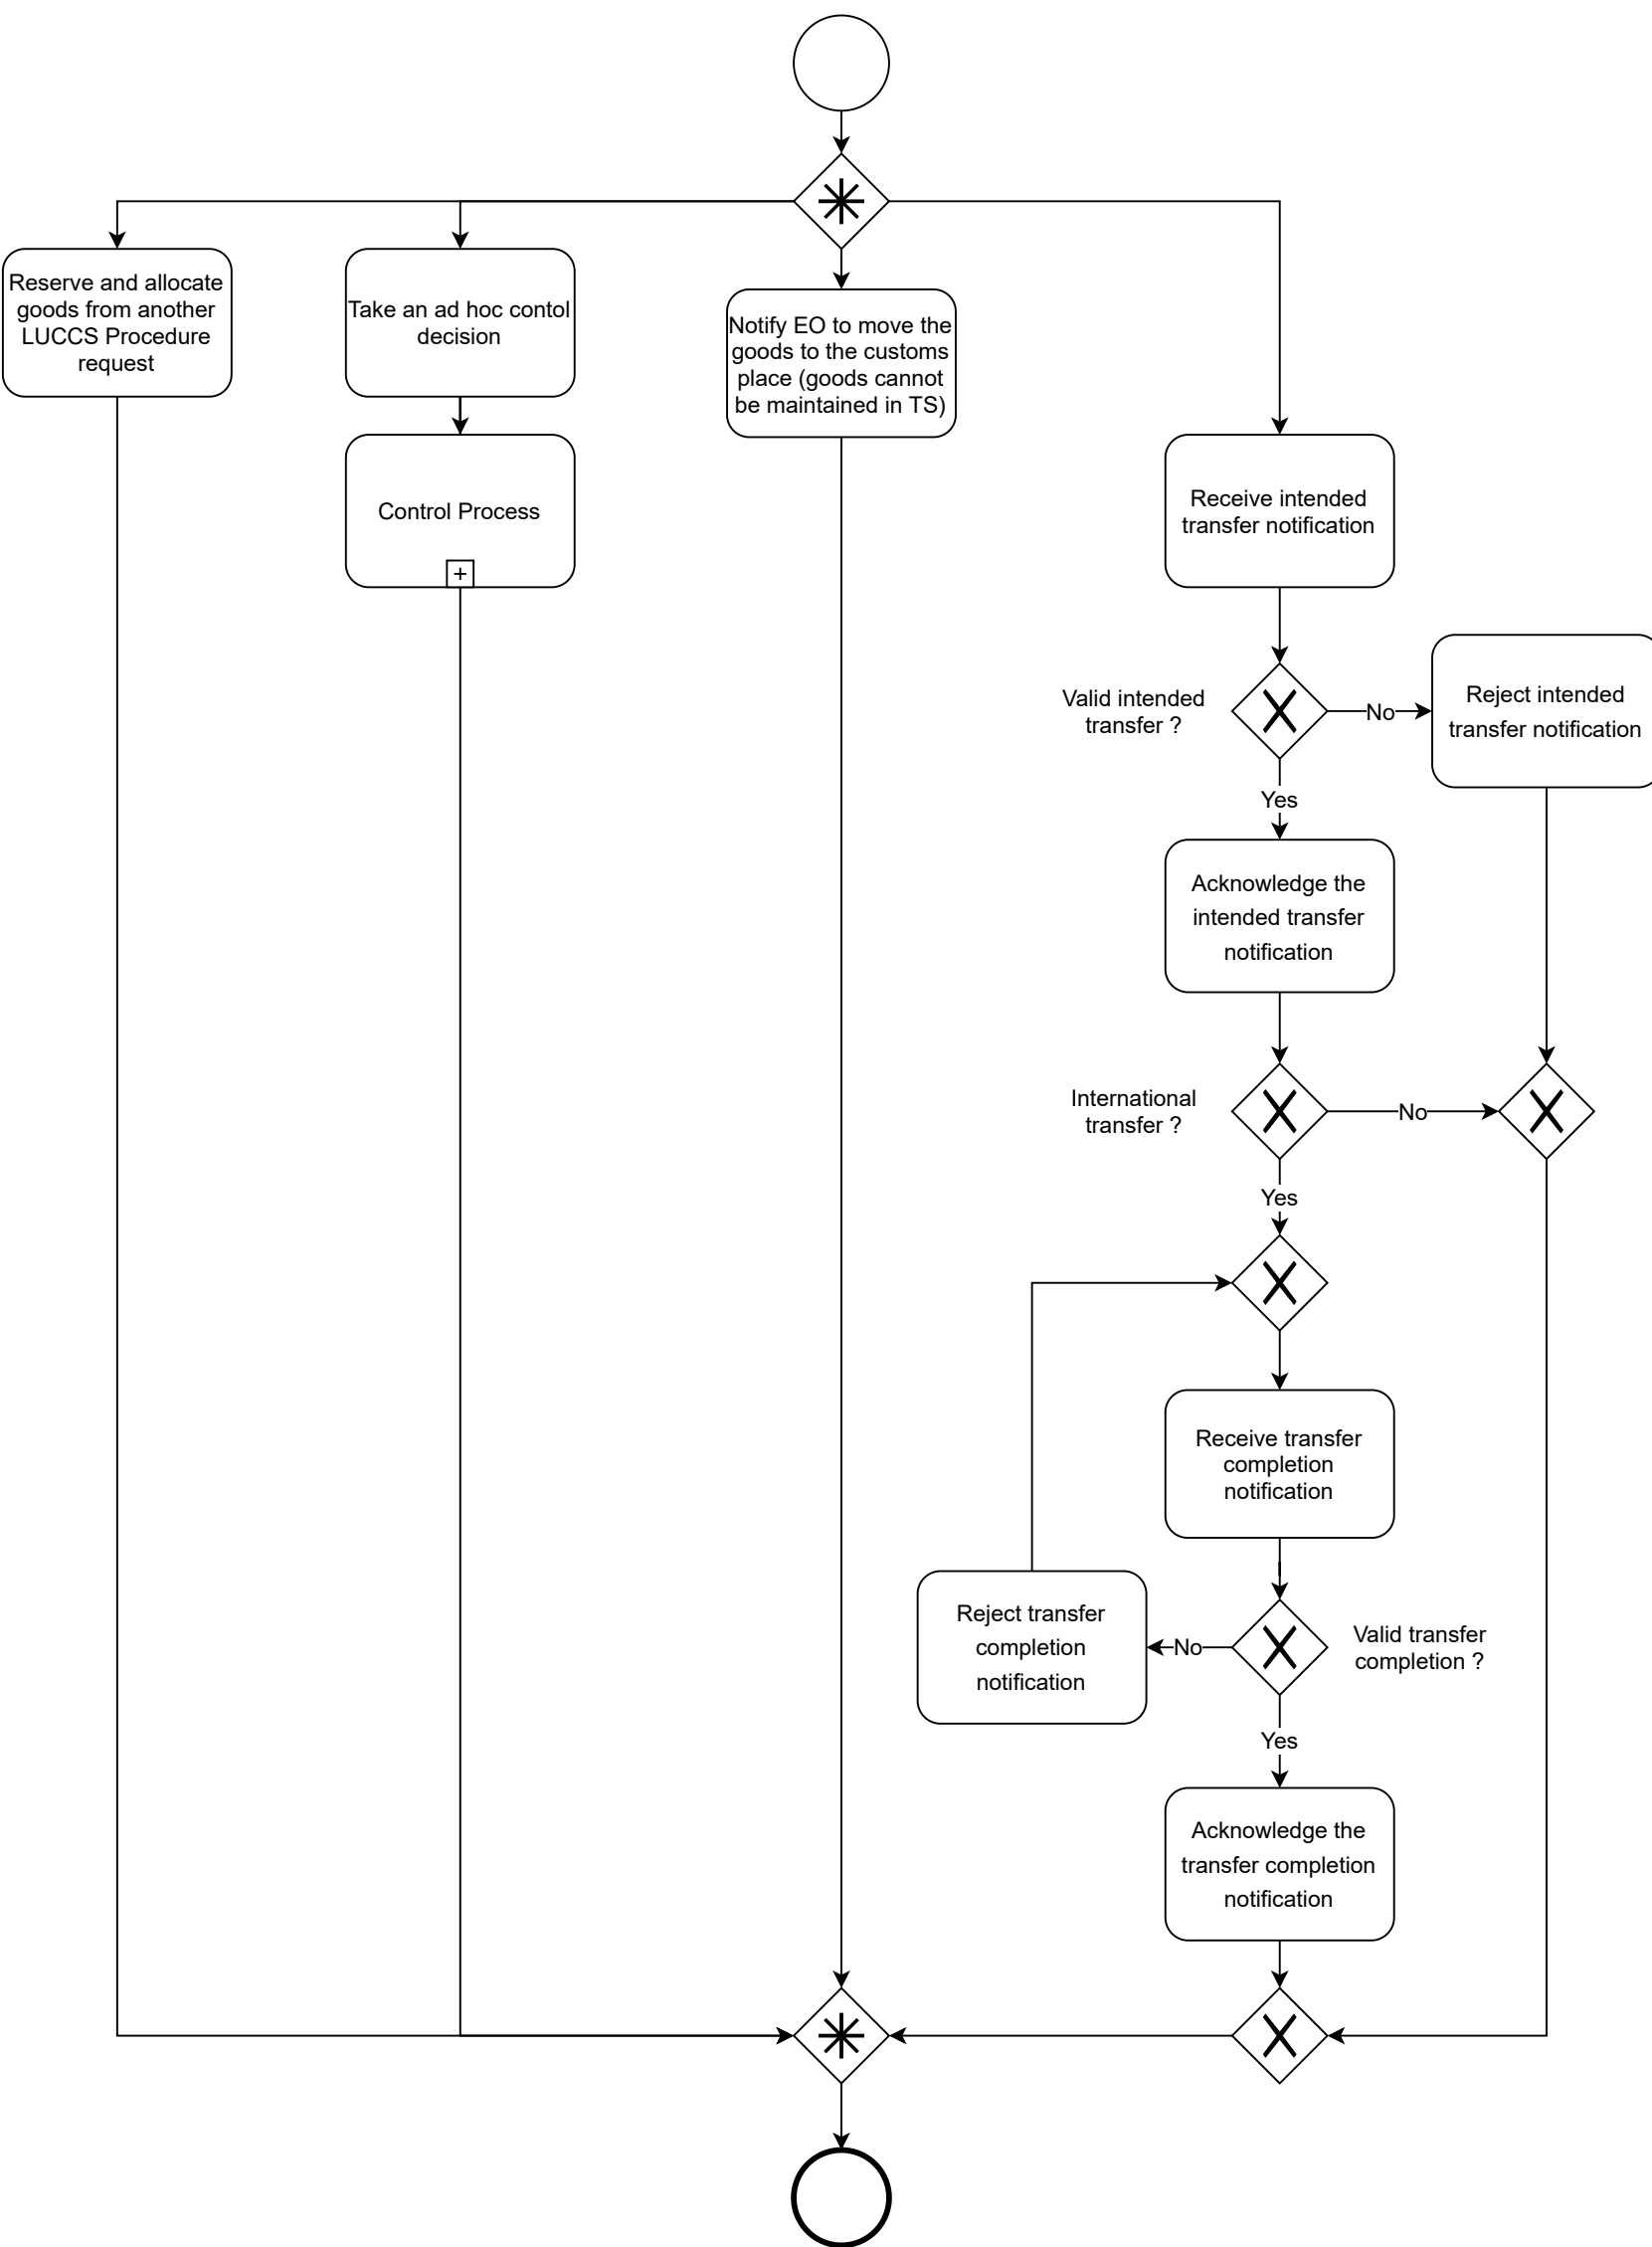 Reserve and allocate
goods from another
LUCCS Procedure
request
Take an ad hoc contol
decision
Notify EO to move the
goods to the customs
place (goods cannot
be maintained in TS)
Control Process
+
Receive intended
transfer notification
Valid intended
transfer ?
No
Reject intended
transfer notification
Yes
Acknowledge the
intended transfer
notification
International
transfer ?
No
Yes
Receive transfer
completion
notification
Reject transfer
completion
notification
No
Valid transfer
completion ?
Yes
Acknowledge the
transfer completion
notification